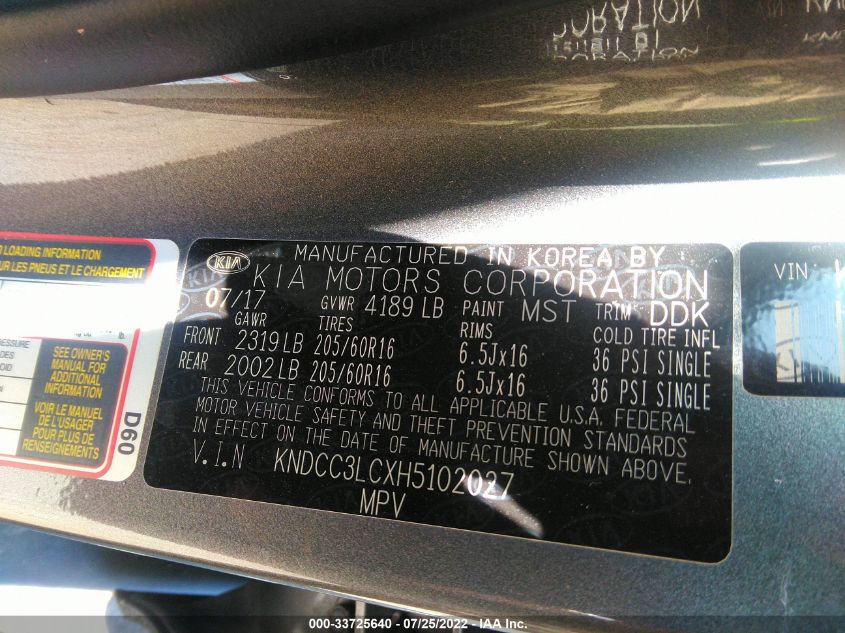 ORATION
ORATION
LOADING INFORMATION
UR LES PNEUS ET LE CHARGEMENT
SEE OWNER'S
MANUAL FOR
ADDITIONAL
INFORMATION
VOIR LE MANUEL
DE L'USAGER
POUR PLUS DE
RENSEIGNEMENTS
D60
KIA
MANUFACTURED IN KOREA BY
KIA MOTORS CORPORATION
07/17 GVWR 4189 LB PAINT MST TRIM DDK
GAWR TIRES RIMS COLD TIRE INFL
FRONT 2319 LB 205/60R16 6.5Jx16 36 PSI SINGLE
REAR 2002 LB 205/60R16 6.5Jx16 36 PSI SINGLE
THIS VEHICLE CONFORMS TO ALL APPLICABLE U.S.A. FEDERAL
MOTOR VEHICLE SAFETY AND THEFT PREVENTION STANDARDS
IN EFFECT ON THE DATE OF MANUFACTURE SHOWN ABOVE.
V.I.N KNDCC3LCXH5102027
MPV
VIN:
000-33725640 - 07/25/2022 - IAA Inc.